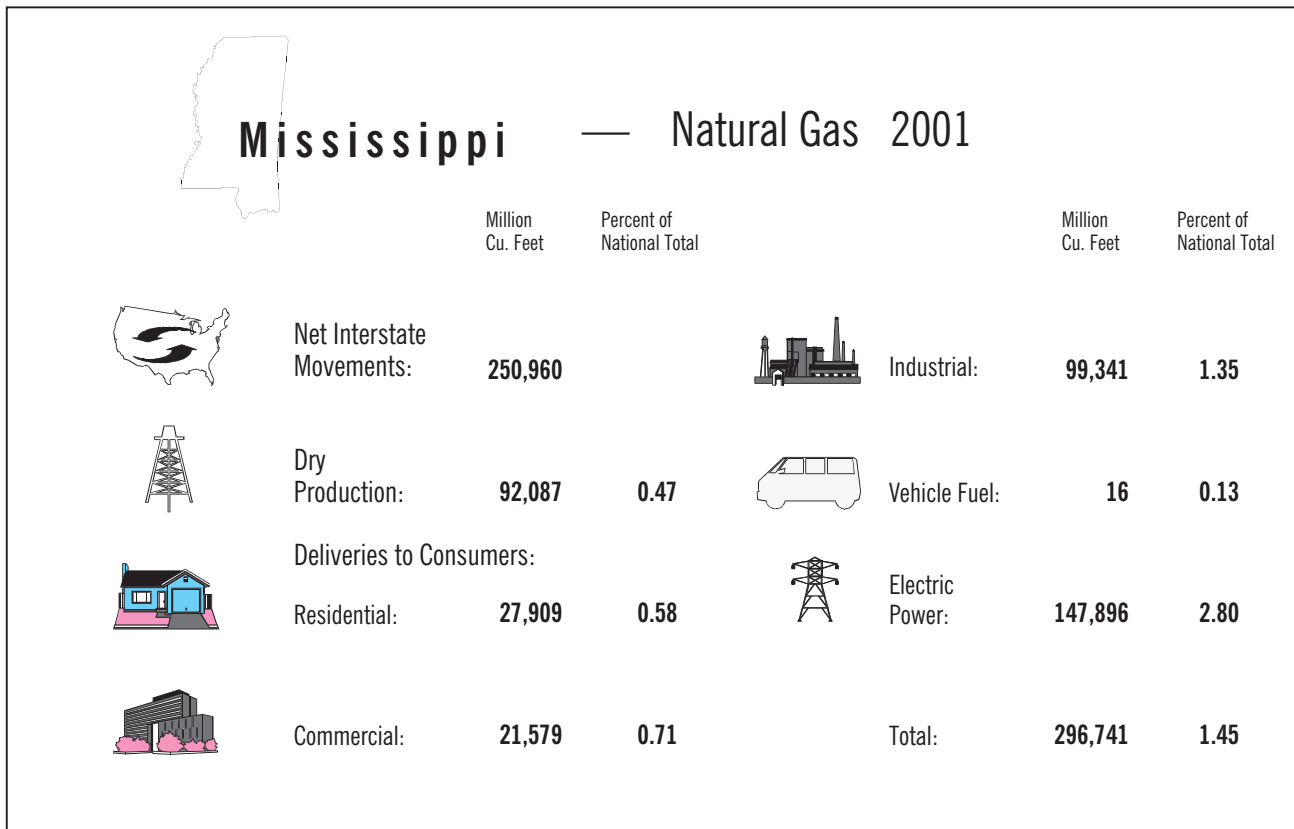 Mississippi — Natural Gas 2001
Million
Cu. Feet
Percent of
National Total
Million
Cu. Feet
Percent of
National Total
Net Interstate
Movements: 250,960
Industrial: 99,341 1.35
Dry
Production: 92,087 0.47
Vehicle Fuel: 16 0.13
Deliveries to Consumers:
Residential: 27,909 0.58
Electric
Power: 147,896 2.80
Commercial: 21,579 0.71
Total: 296,741 1.45